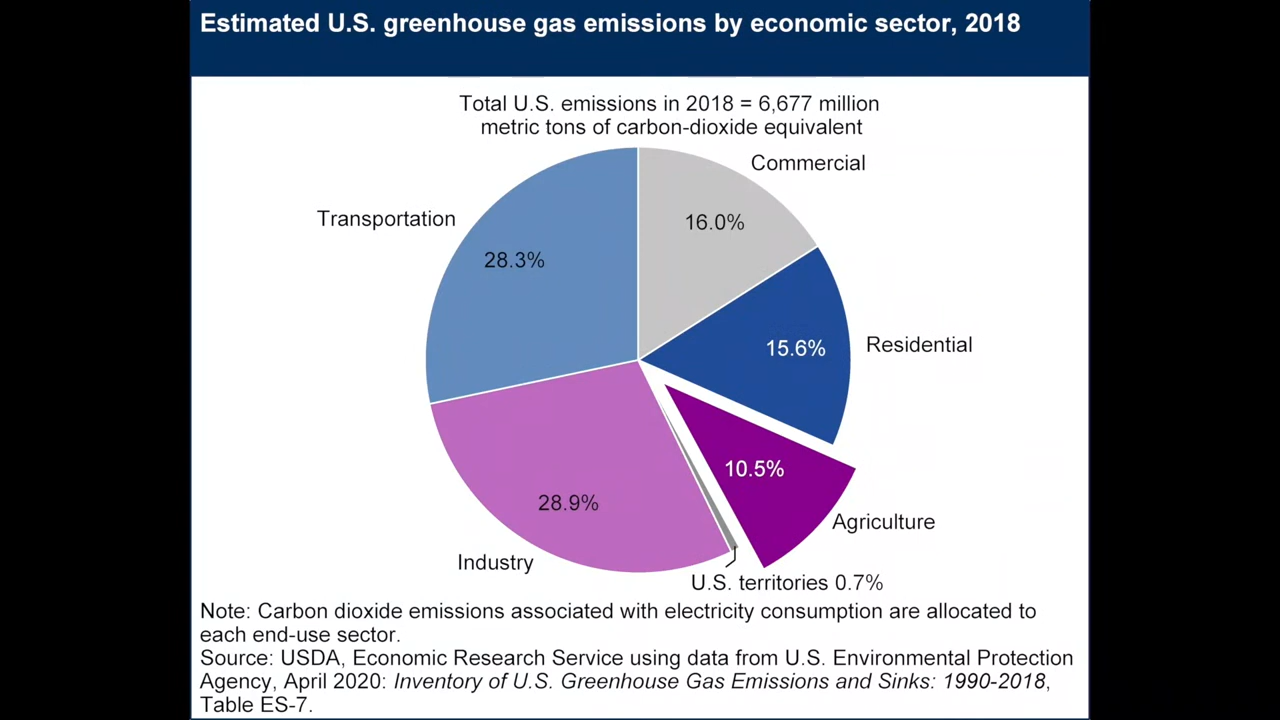 Estimated U.S. greenhouse gas emissions by economic sector, 2018
Total U.S. emissions in 2018 = 6,677 million
metric tons of carbon-dioxide equivalent
Commercial
16.0%
Transportation
28.3%
15.6%
Residential
10.5%
Agriculture
28.9%
Industry
U.S. territories 0.7%
Note: Carbon dioxide emissions associated with electricity consumption are allocated to
each end-use sector.
Source: USDA, Economic Research Service using data from U.S. Environmental Protection
Agency, April 2020: Inventory of U.S. Greenhouse Gas Emissions and Sinks: 1990-2018,
Table ES-7.